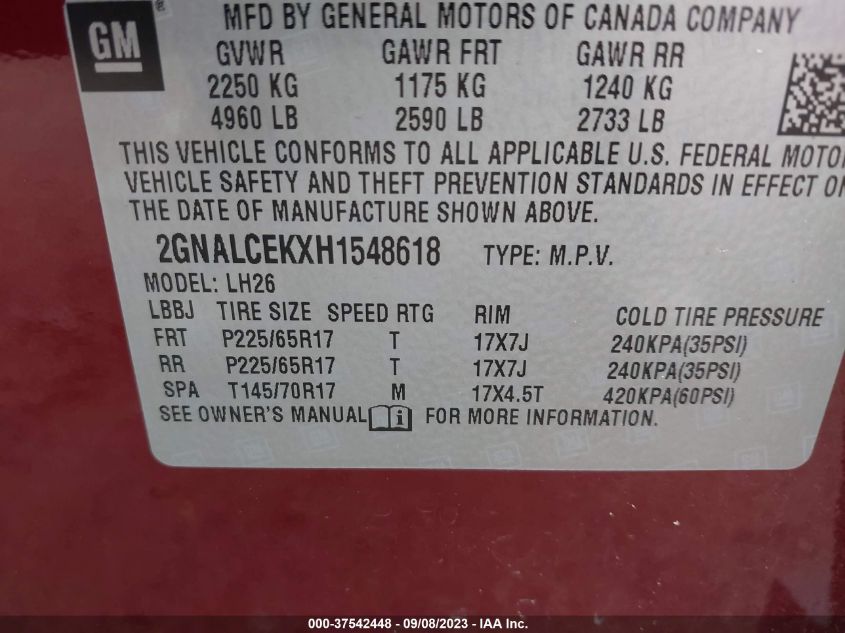 GM ®
MFD BY GENERAL MOTORS OF CANADA COMPANY
GVWR GAWR FRT GAWR RR
2250 KG 1175 KG 1240 KG
4960 LB 2590 LB 2733 LB
THIS VEHICLE CONFORMS TO ALL APPLICABLE U.S. FEDERAL MOTO
VEHICLE SAFETY AND THEFT PREVENTION STANDARDS IN EFFECT ON
THE DATE OF MANUFACTURE SHOWN ABOVE.
2GNALCEKXH1548618 TYPE: M.P.V.
MODEL: LH26
LBBJ TIRE SIZE SPEED RTG RIM COLD TIRE PRESSURE
FRT P225/65R17 T 17X7J 240KPA(35PSI)
RR P225/65R17 T 17X7J 240KPA(35PSI)
SPA T145/70R17 M 17X4.5T 420KPA(60PSI)
SEE OWNER'S MANUAL i FOR MORE INFORMATION.
000-37542448 - 09/08/2023 - IAA Inc.